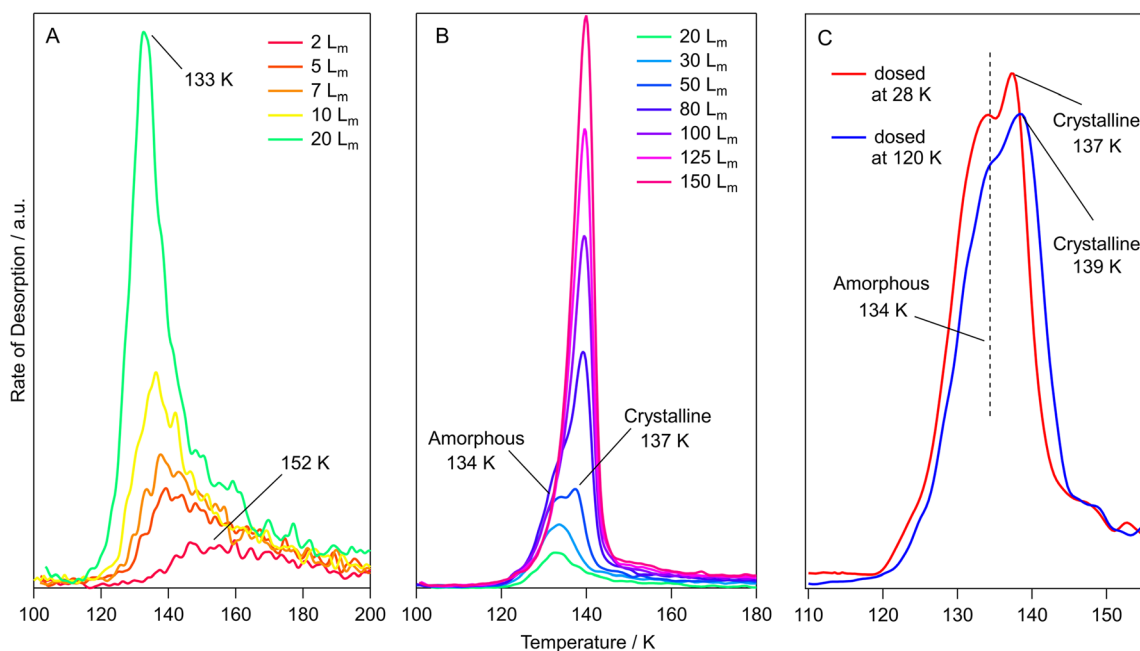 A
133 K
2 Lm
5 Lm
7 Lm
10 Lm
20 Lm
152 K
B
20 Lm
30 Lm
50 Lm
80 Lm
100 Lm
125 Lm
150 Lm
Amorphous
134 K
Crystalline
137 K
C
dosed
at 28 K
dosed
at 120 K
Crystalline
137 K
Crystalline
139 K
Amorphous
134 K
Rate of Desorption / a.u.
100 120 140 160 180 200
100 120 140 160 180
110 120 130 140 150
Temperature / K